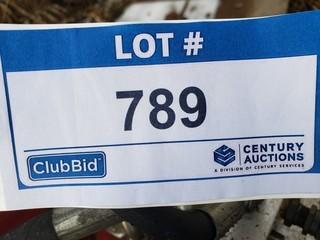 LOT #
789
ClubBid
CENTURY
AUCTIONS
A DIVISION OF CENTURY SERVICES